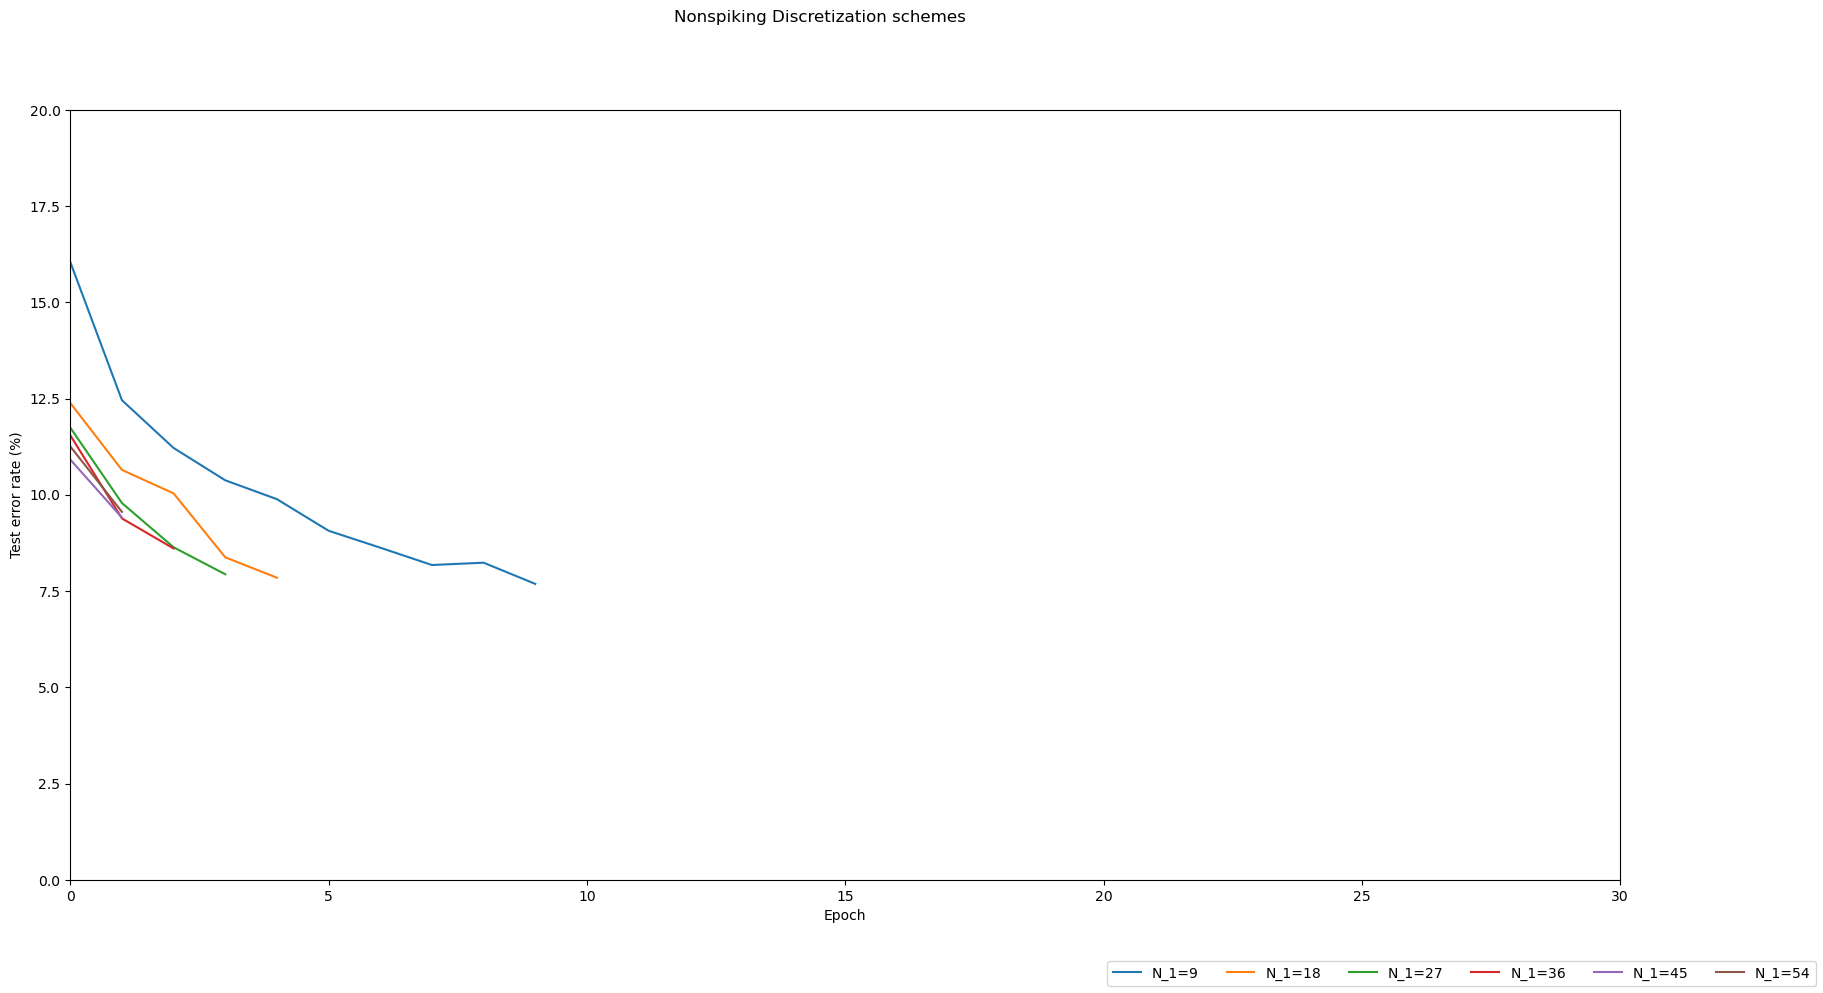 Nonspiking Discretization schemes
20.0
17.5
15.0
12.5
10.0
7.5
5.0
2.5
0.0
Test error rate (%)
0 5 10 15 20 25 30
Epoch
N_1=9 N_1=18 N_1=27 N_1=36 N_1=45 N_1=54